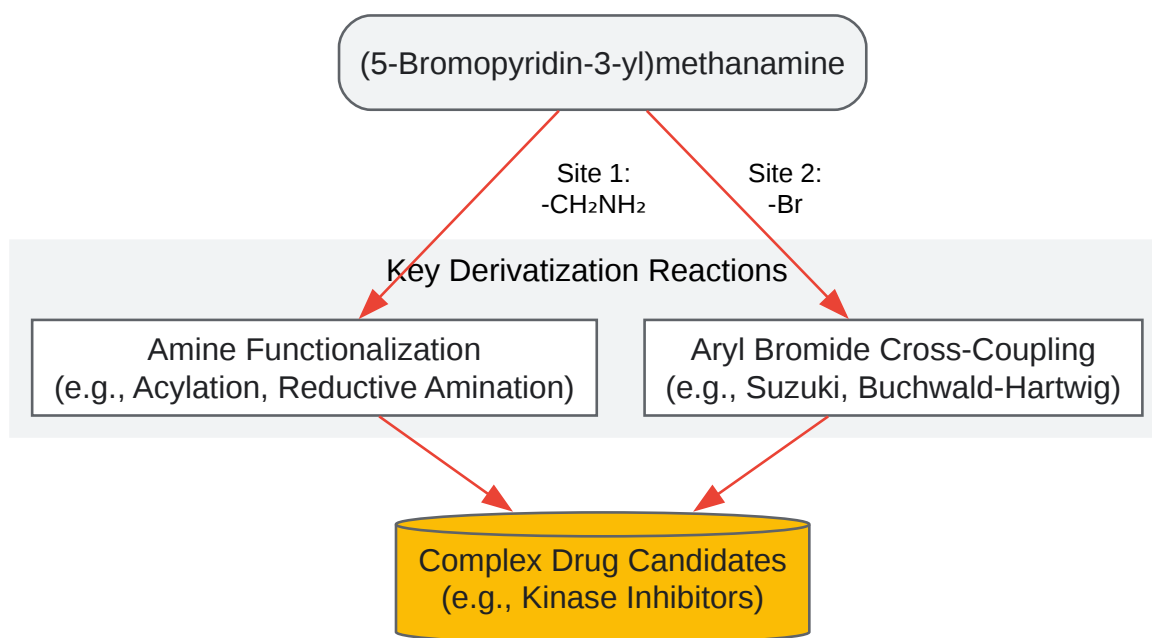 (5-Bromopyridin-3-yl)methanamine
Site 1:
-CH₂NH₂
Site 2:
-Br
Key Derivatization Reactions
Amine Functionalization
(e.g., Acylation, Reductive Amination)
Aryl Bromide Cross-Coupling
(e.g., Suzuki, Buchwald-Hartwig)
Complex Drug Candidates
(e.g., Kinase Inhibitors)